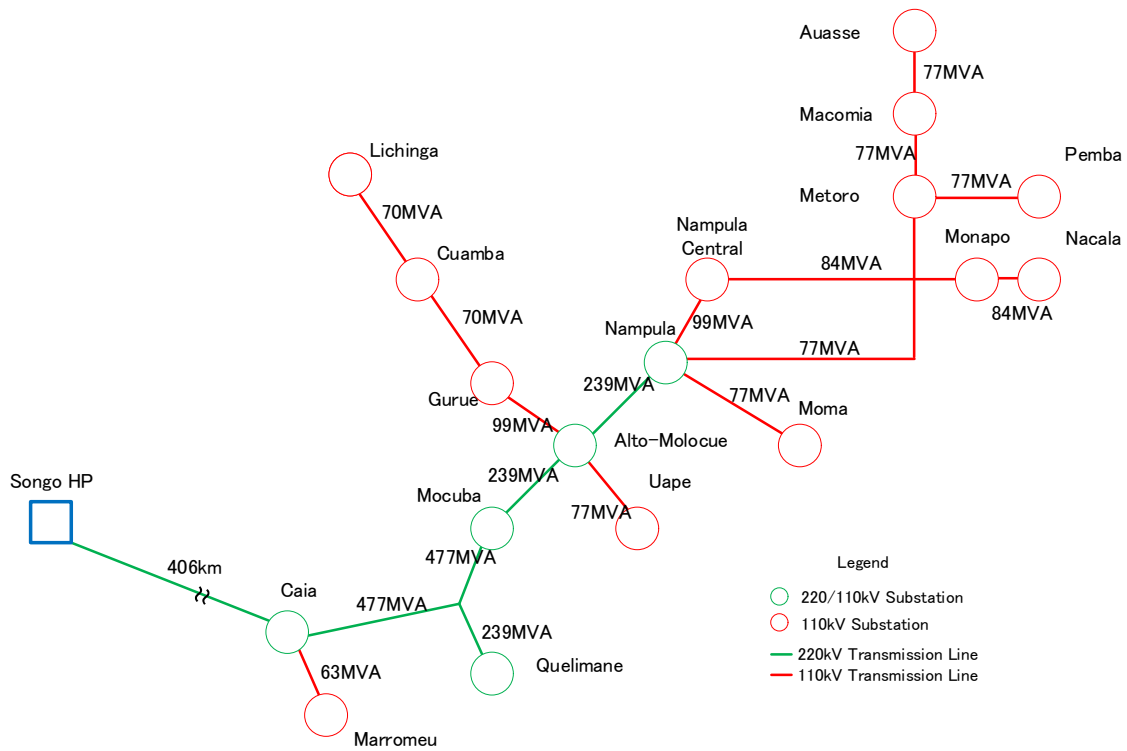 Auasse
77MVA
Macomia
Lichinga
77MVA
Pemba
77MVA
Metoro
70MVA
Nampula
Central
Monapo
Nacala
Cuamba
84MVA
84MVA
70MVA
99MVA
Nampula
77MVA
239MVA
77MVA
Gurue
Moma
99MVA
Alto-Molocue
239MVA
Uape
Songo HP
Mocuba
77MVA
477MVA
Legend
406km
Caia
220/110kV Substation
477MVA
110kV Substation
239MVA
220kV Transmission Line
Quelimane
63MVA
110kV Transmission Line
Marromeu